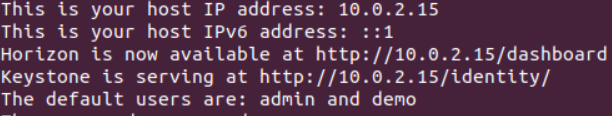 This is your host IP address: 10.0.2.15
This is your host IPv6 address: ::1
Horizon is now available at http://10.0.2.15/dashboard
Keystone is serving at http://10.0.2.15/identity/
The default users are: admin and demo